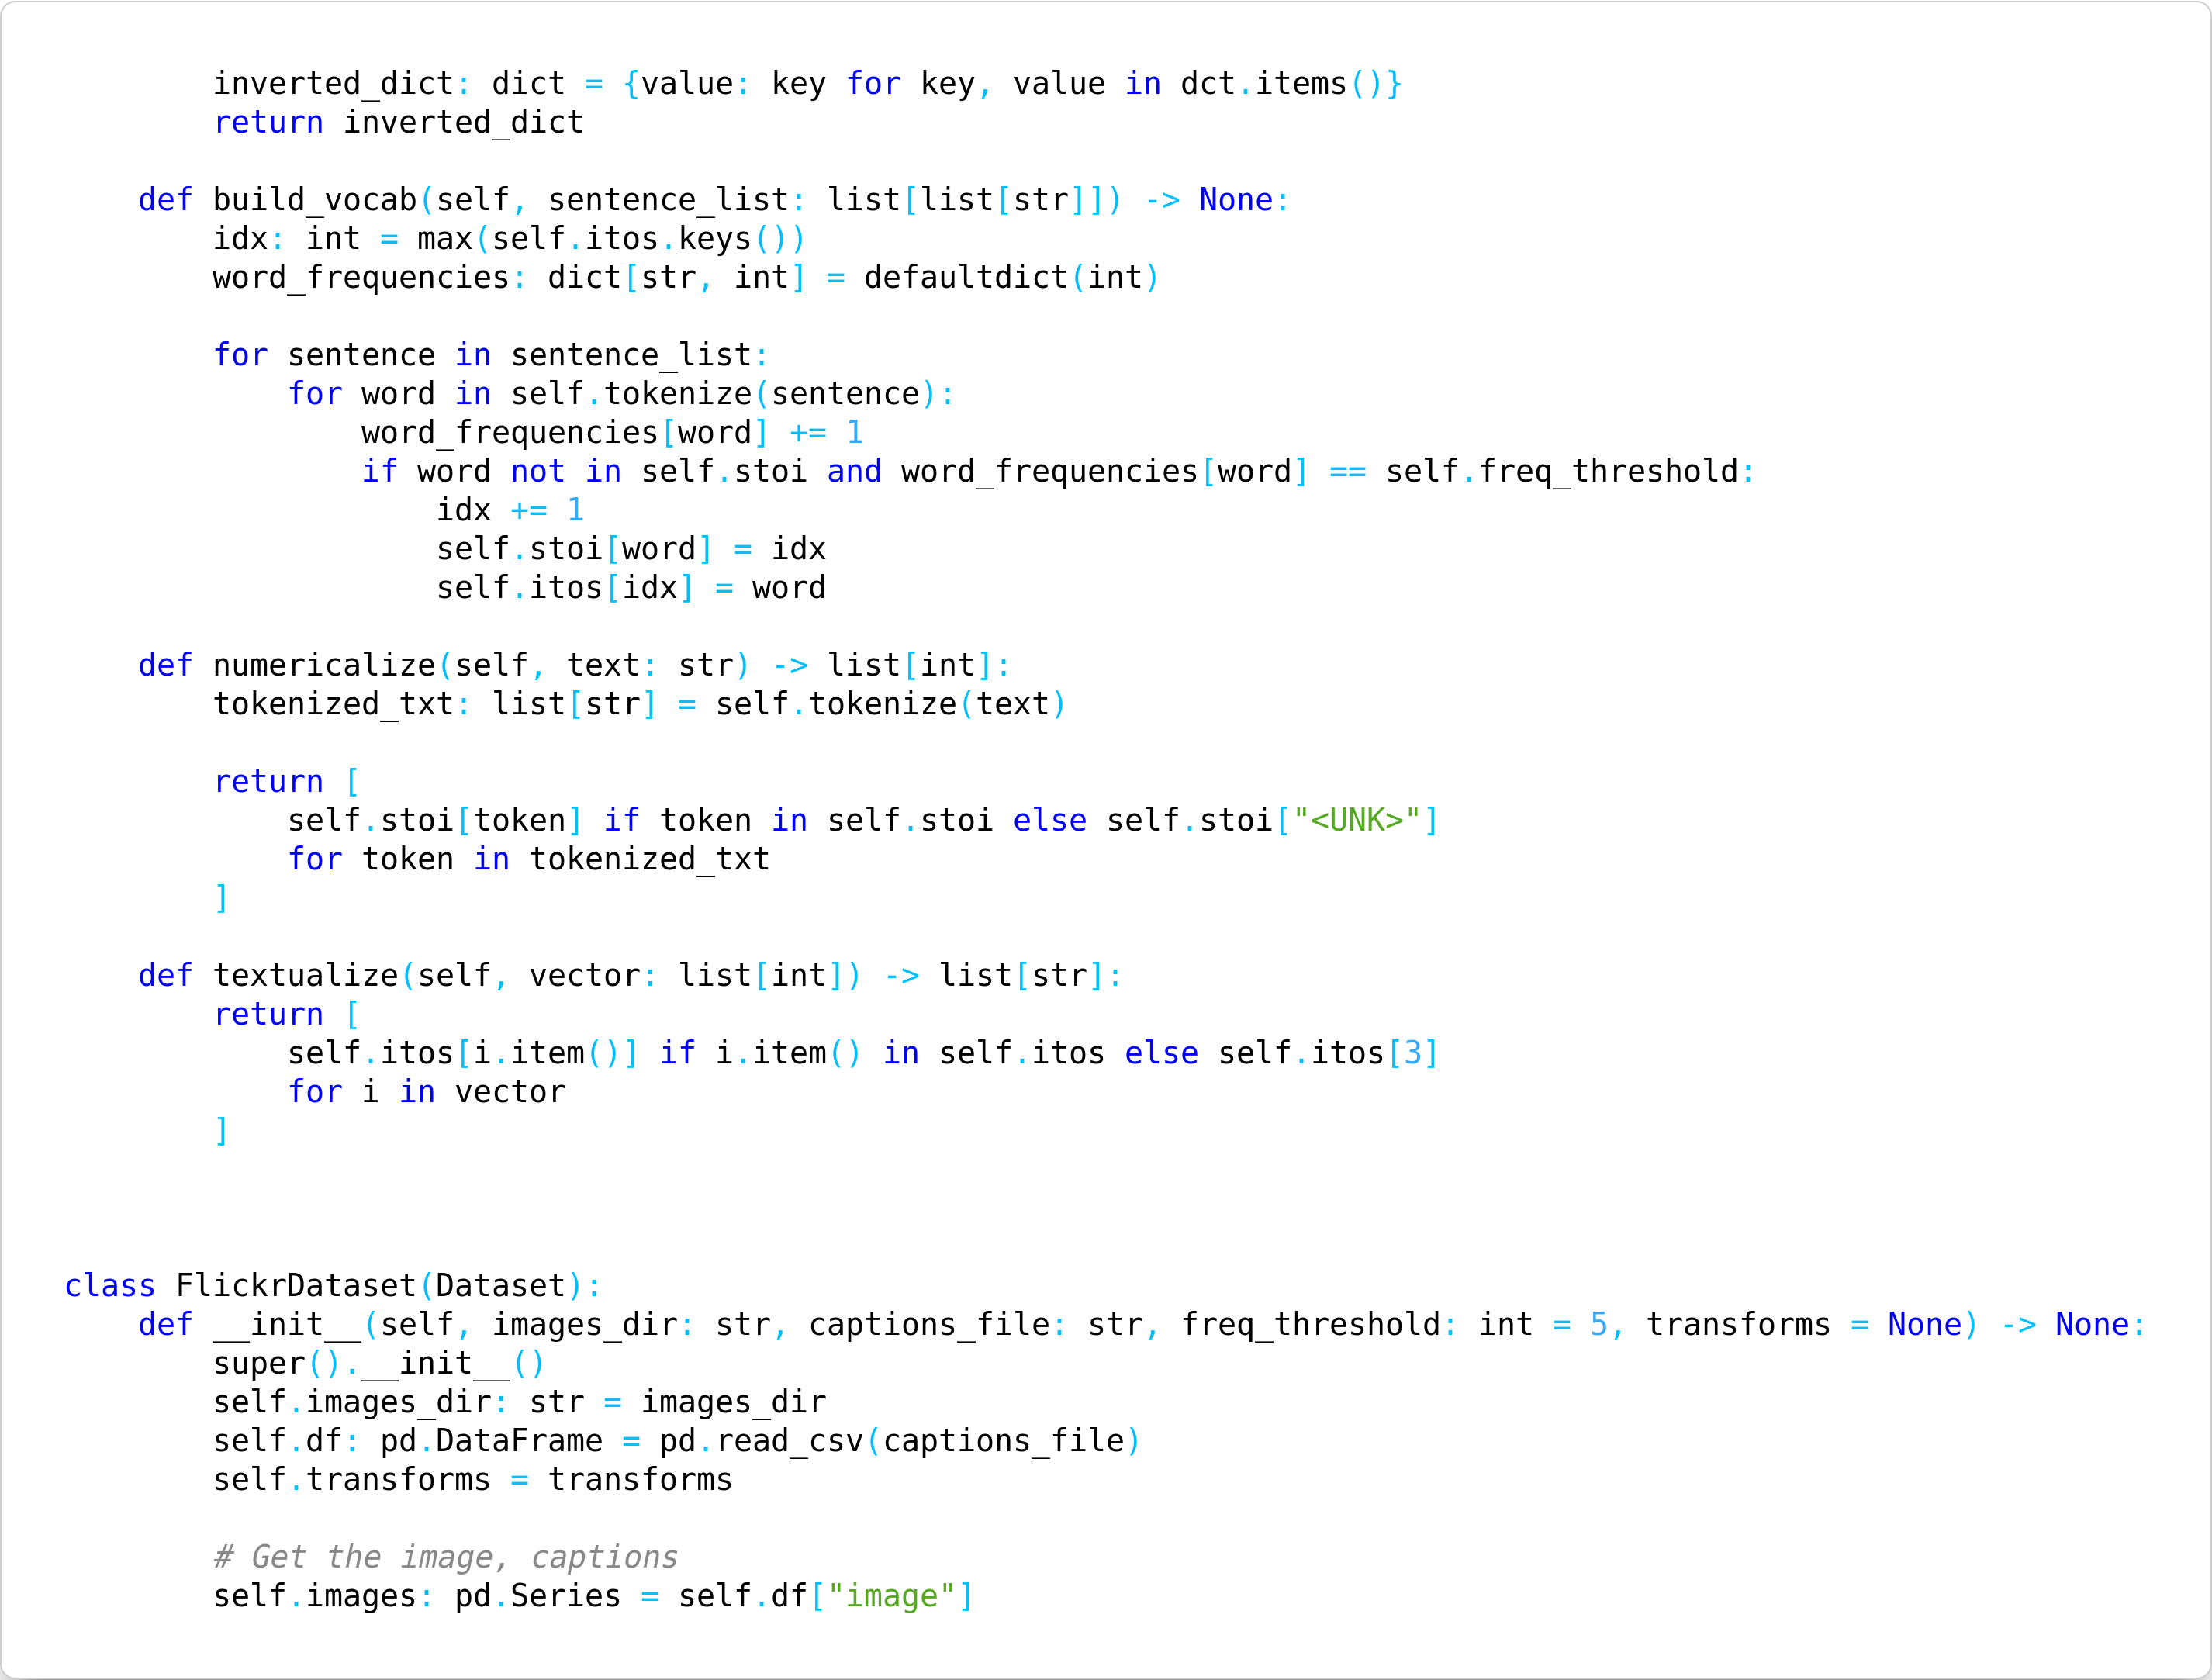 inverted_dict: dict = {value: key for key, value in dct.items()}
        return inverted_dict

    def build_vocab(self, sentence_list: list[list[str]]) -> None:
        idx: int = max(self.itos.keys())
        word_frequencies: dict[str, int] = defaultdict(int)

        for sentence in sentence_list:
            for word in self.tokenize(sentence):
                word_frequencies[word] += 1
                if word not in self.stoi and word_frequencies[word] == self.freq_threshold:
                    idx += 1
                    self.stoi[word] = idx
                    self.itos[idx] = word

    def numericalize(self, text: str) -> list[int]:
        tokenized_txt: list[str] = self.tokenize(text)

        return [
            self.stoi[token] if token in self.stoi else self.stoi["<UNK>"]
            for token in tokenized_txt
        ]

    def textualize(self, vector: list[int]) -> list[str]:
        return [
            self.itos[i.item()] if i.item() in self.itos else self.itos[3]
            for i in vector
        ]



class FlickrDataset(Dataset):
    def __init__(self, images_dir: str, captions_file: str, freq_threshold: int = 5, transforms = None) -> None:
        super().__init__()
        self.images_dir: str = images_dir
        self.df: pd.DataFrame = pd.read_csv(captions_file)
        self.transforms = transforms

        # Get the image, captions
        self.images: pd.Series = self.df["image"]